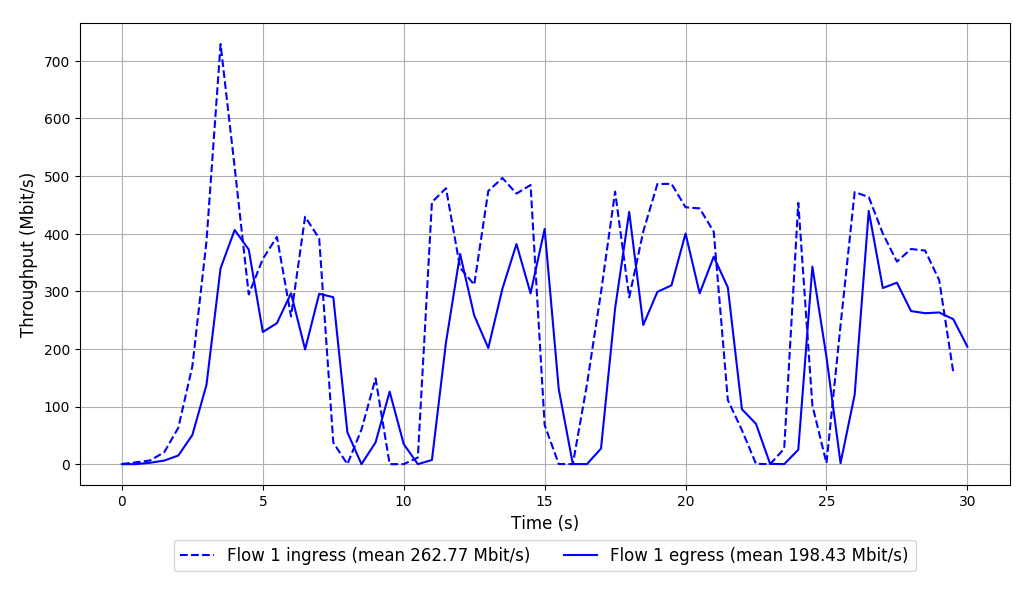 Throughput (Mbit/s)
700
600
500
400
300
200
100
0
0 5 10 15 20 25 30
Time (s)
Flow 1 ingress (mean 262.77 Mbit/s) Flow 1 egress (mean 198.43 Mbit/s)